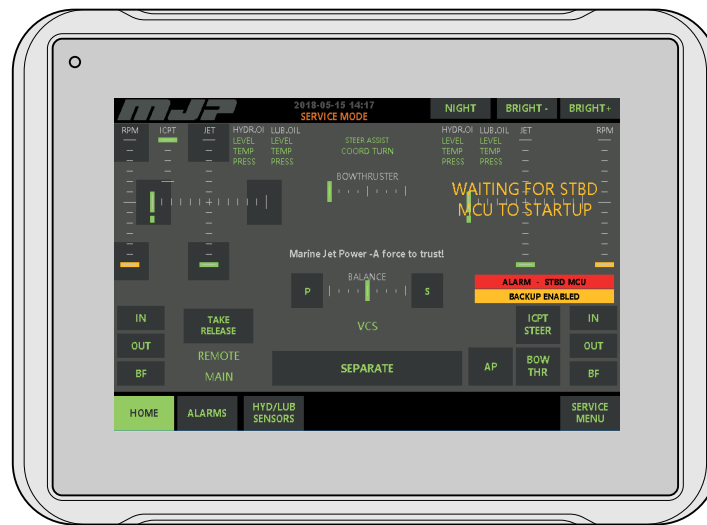 MJP
2018-05-15 14:17
SERVICE MODE
NIGHT
BRIGHT -
BRIGHT+
RPM
ICPT
JET
HYDR.OI
LEVEL
TEMP
PRESS
LUB.OIL
LEVEL
TEMP
PRESS
STEER ASSIST
COORD TURN
HYDR.OI
LEVEL
TEMP
PRESS
LUB.OIL
LEVEL
TEMP
PRESS
JET
RPM
BOWTHRUSTER
WAITING FOR STBD
MCU TO STARTUP
Marine Jet Power -A force to trust!
BALANCE
P
S
ALARM - STBD MCU
BACKUP ENABLED
IN
OUT
BF
TAKE
RELEASE
REMOTE
MAIN
VCS
SEPARATE
AP
ICPT
STEER
BOW
THR
IN
OUT
BF
HOME
ALARMS
HYD/LUB
SENSORS
SERVICE
MENU